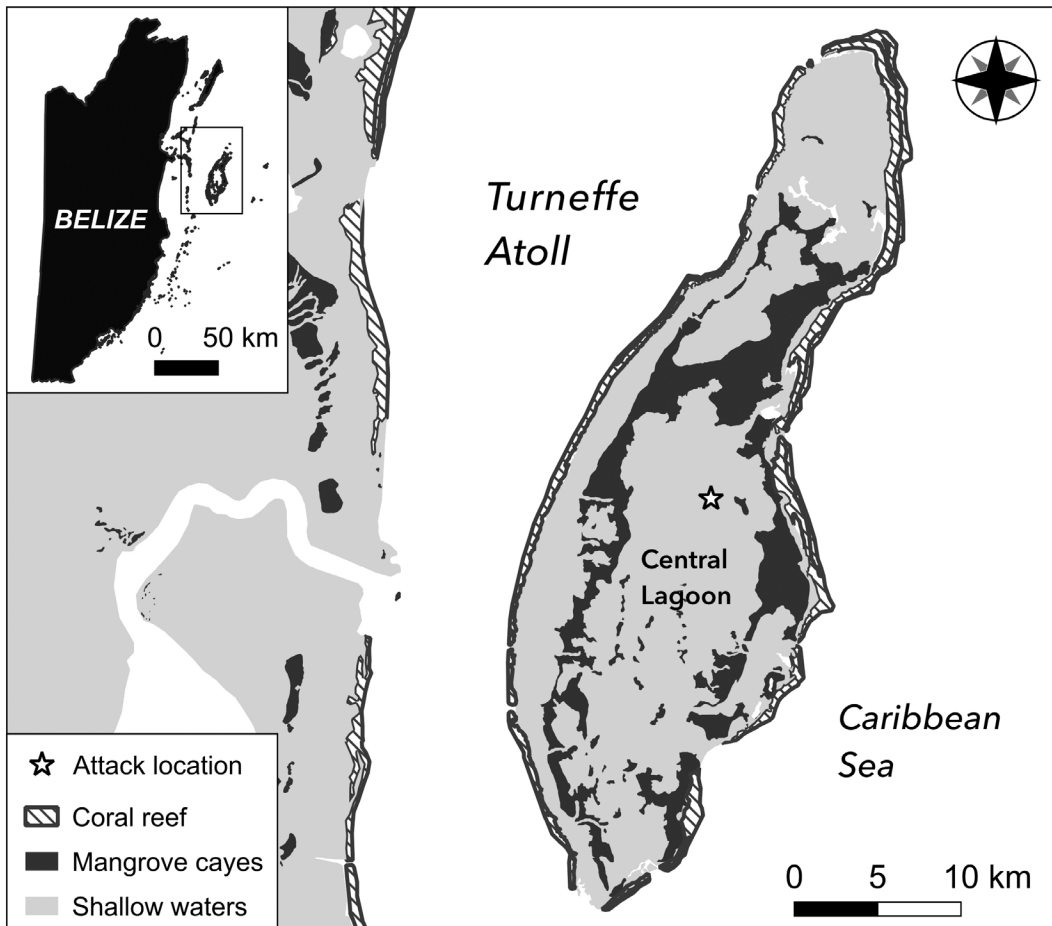 BELIZE
0 50 km
Turneffe
Atoll
Central
Lagoon
Caribbean
Sea
Attack location
Coral reef
Mangrove cayes
Shallow waters
0 5 10 km